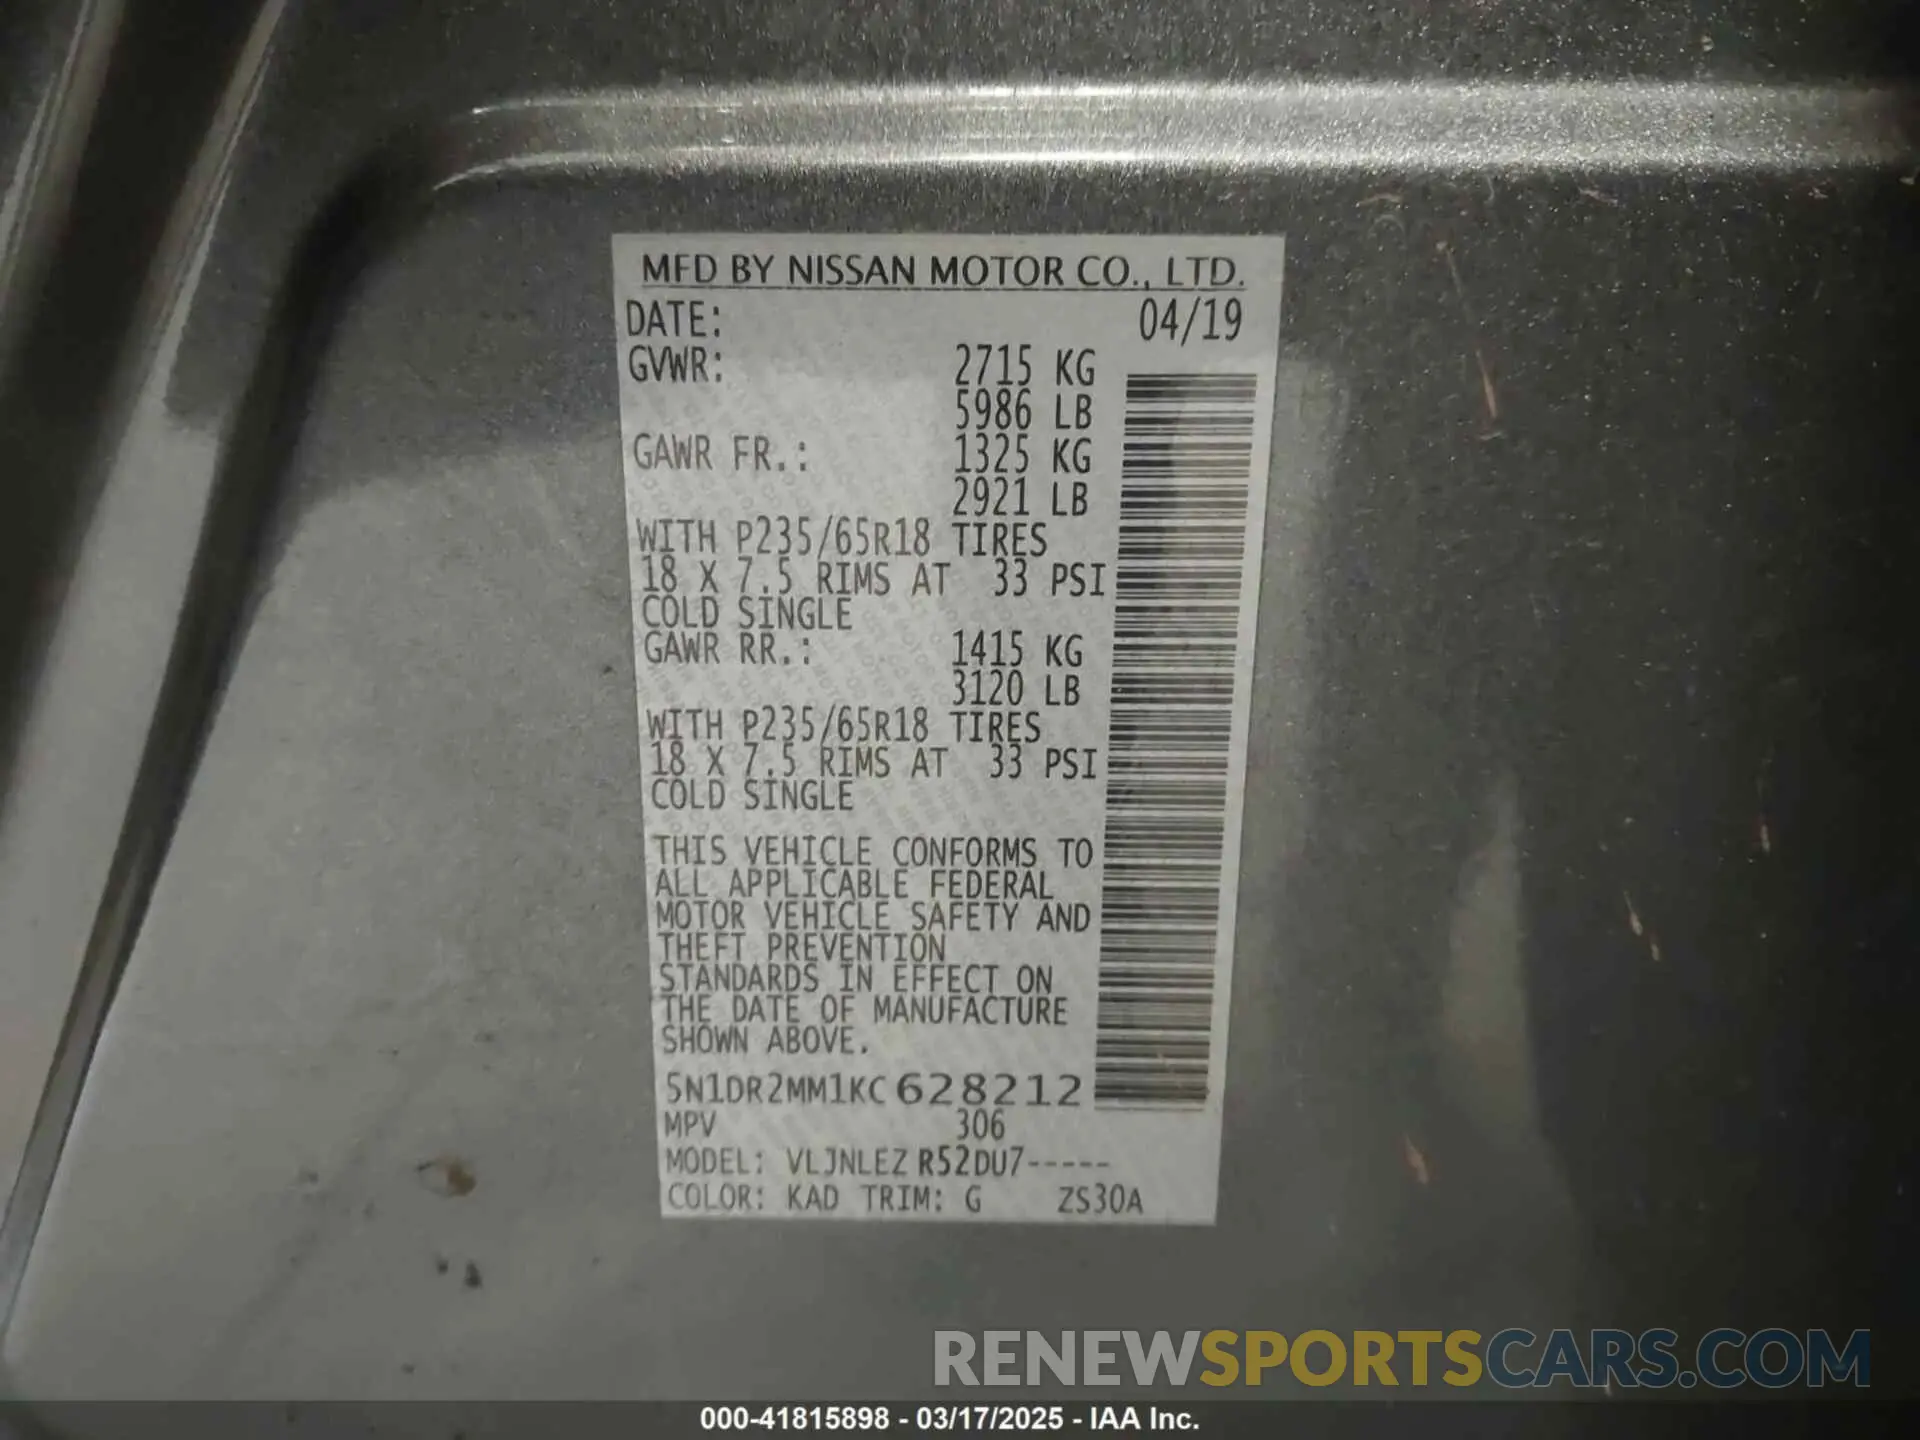 MFD BY NISSAN MOTOR CO., LTD.
DATE: 04/19
GVWR: 2715 KG
5986 LB
GAWR FR.: 1325 KG
2921 LB
WITH P235/65R18 TIRES
18 X 7.5 RIMS AT 33 PSI
COLD SINGLE
GAWR RR.: 1415 KG
3120 LB
WITH P235/65R18 TIRES
18 X 7.5 RIMS AT 33 PSI
COLD SINGLE
THIS VEHICLE CONFORMS TO
ALL APPLICABLE FEDERAL
MOTOR VEHICLE SAFETY AND
THEFT PREVENTION
STANDARDS IN EFFECT ON
THE DATE OF MANUFACTURE
SHOWN ABOVE.
5N1DR2MM1KC628212
MPV 306
MODEL: VLJNLEZ R52DU7-----
COLOR: KAD TRIM: G ZS30A
RENEWSPORTSCARS.COM
000-41815898 - 03/17/2025 - IAA Inc.